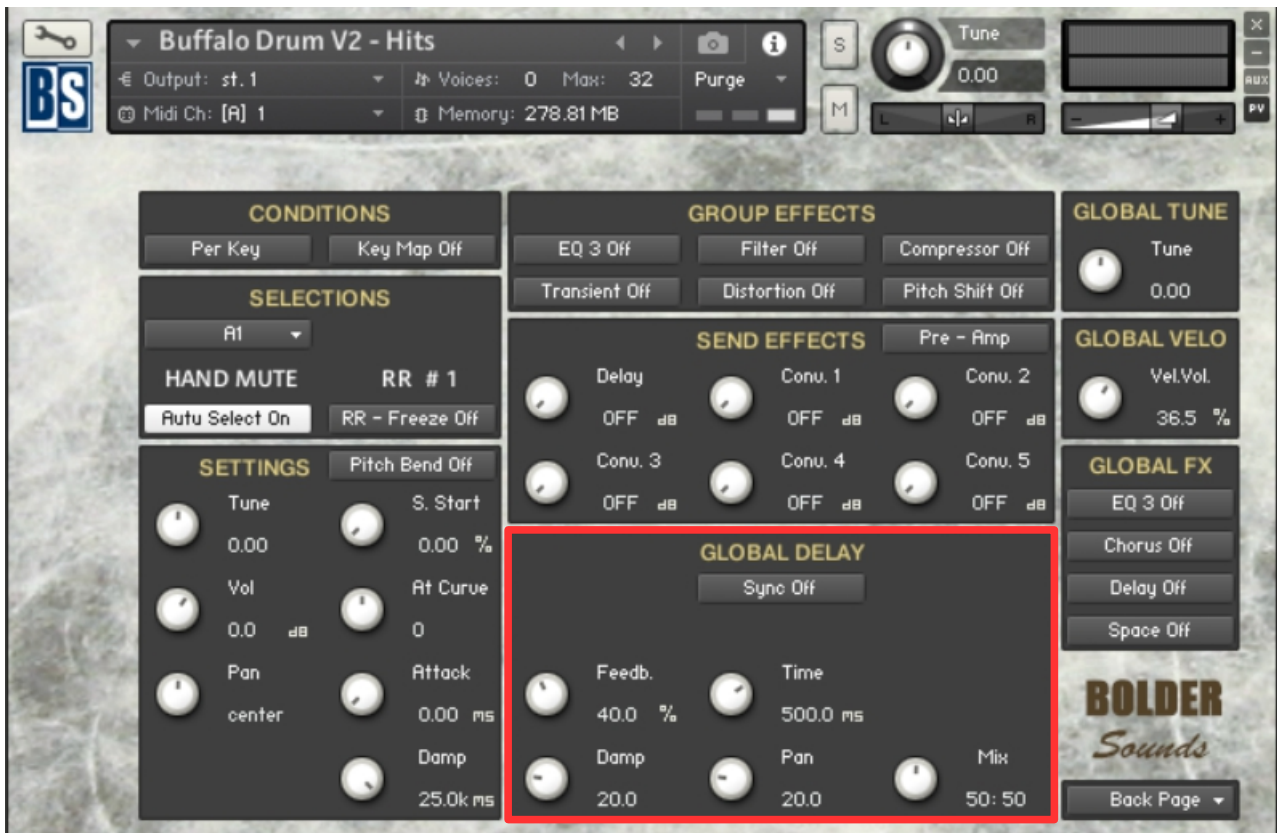 Buffalo Drum V2 - Hits
Output: st. 1
Voices: 0 Max: 32
Purge
Midi Ch: [A] 1
Memory: 278.81 MB
S
M
Tune
0.00
L
R
-
+
×
-
AUX
PV
BS
CONDITIONS
Per Key
Key Map Off
SELECTIONS
A1
HAND MUTE
RR # 1
Autu Select On
RR - Freeze Off
SETTINGS
Pitch Bend Off
Tune
0.00
S. Start
0.00 %
Vol
0.0 dB
At Curve
0
Pan
center
Attack
0.00 ms
Damp
25.0k ms
GROUP EFFECTS
EQ 3 Off
Filter Off
Compressor Off
Transient Off
Distortion Off
Pitch Shift Off
SEND EFFECTS
Pre - Amp
Delay
OFF dB
Conv. 1
OFF dB
Conv. 2
OFF dB
Conv. 3
OFF dB
Conv. 4
OFF dB
Conv. 5
OFF dB
GLOBAL DELAY
Sync Off
Feedb.
40.0 %
Time
500.0 ms
Damp
20.0
Pan
20.0
Mix
50:50
GLOBAL TUNE
Tune
0.00
GLOBAL VELO
Vel.Vol.
36.5 %
GLOBAL FX
EQ 3 Off
Chorus Off
Delay Off
Space Off
BOLDER
Sounds
Back Page